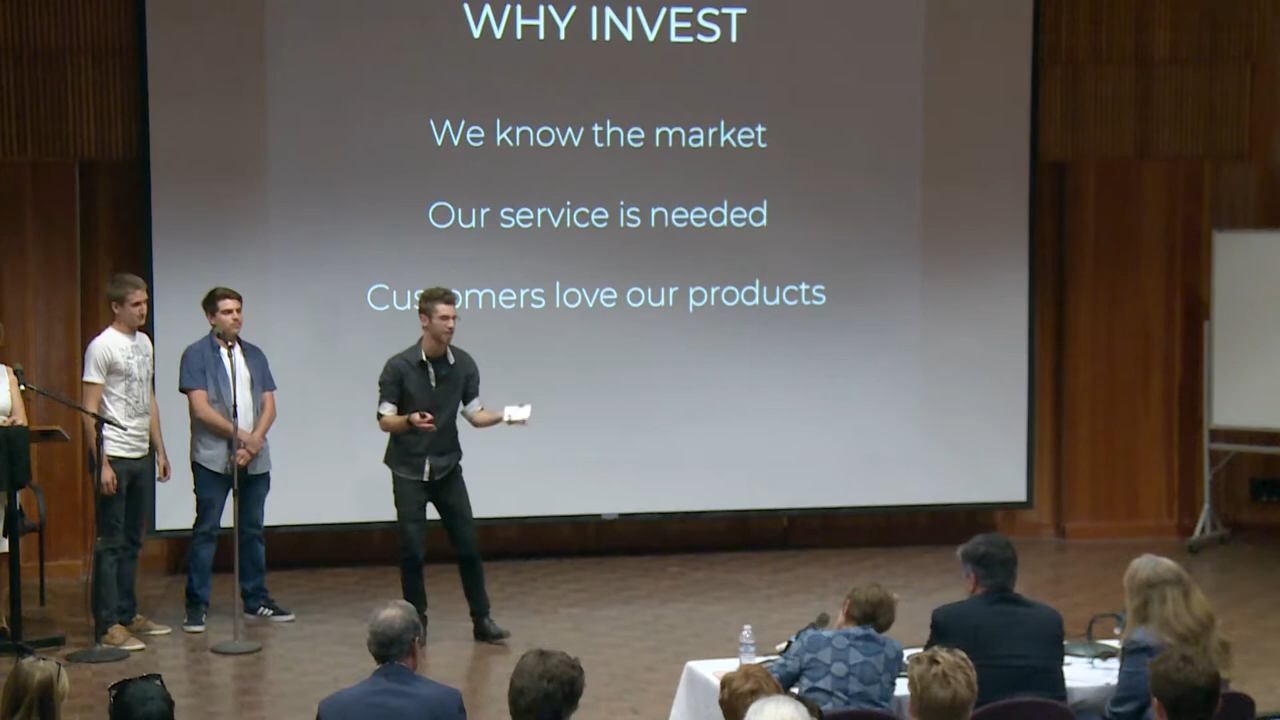 WHY INVEST
We know the market
Our service is needed
Customers love our products